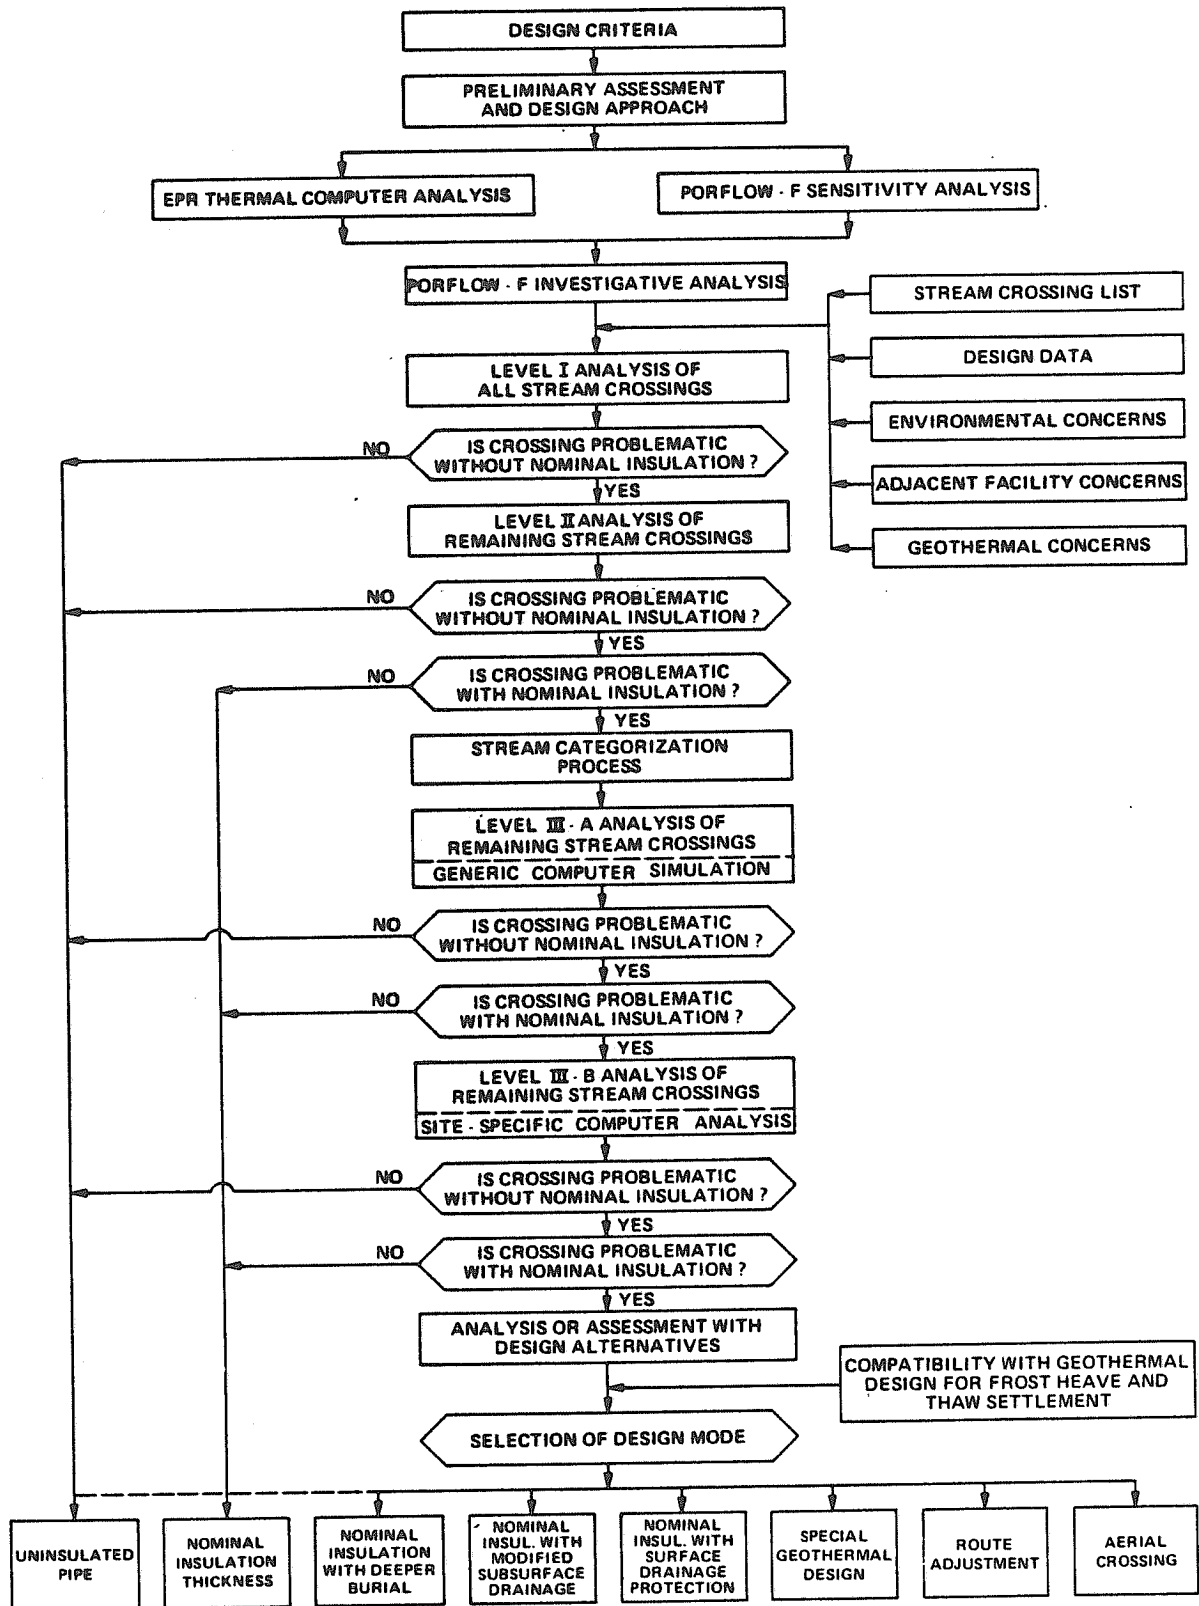 DESIGN CRITERIA
PRELIMINARY ASSESSMENT
AND DESIGN APPROACH
EPR THERMAL COMPUTER ANALYSIS
PORFLOW - F SENSITIVITY ANALYSIS
PORFLOW - F INVESTIGATIVE ANALYSIS
STREAM CROSSING LIST
DESIGN DATA
ENVIRONMENTAL CONCERNS
ADJACENT FACILITY CONCERNS
GEOTHERMAL CONCERNS
LEVEL I ANALYSIS OF
ALL STREAM CROSSINGS
NO
IS CROSSING PROBLEMATIC
WITHOUT NOMINAL INSULATION ?
YES
LEVEL II ANALYSIS OF
REMAINING STREAM CROSSINGS
NO
IS CROSSING PROBLEMATIC
WITHOUT NOMINAL INSULATION ?
YES
NO
IS CROSSING PROBLEMATIC
WITH NOMINAL INSULATION ?
YES
STREAM CATEGORIZATION
PROCESS
LEVEL III - A ANALYSIS OF
REMAINING STREAM CROSSINGS
GENERIC COMPUTER SIMULATION
NO
IS CROSSING PROBLEMATIC
WITHOUT NOMINAL INSULATION ?
YES
NO
IS CROSSING PROBLEMATIC
WITH NOMINAL INSULATION ?
YES
LEVEL III - B ANALYSIS OF
REMAINING STREAM CROSSINGS
SITE - SPECIFIC COMPUTER ANALYSIS
NO
IS CROSSING PROBLEMATIC
WITHOUT NOMINAL INSULATION ?
YES
NO
IS CROSSING PROBLEMATIC
WITH NOMINAL INSULATION ?
YES
ANALYSIS OR ASSESSMENT WITH
DESIGN ALTERNATIVES
COMPATIBILITY WITH GEOTHERMAL
DESIGN FOR FROST HEAVE AND
THAW SETTLEMENT
SELECTION OF DESIGN MODE
UNINSULATED
PIPE
NOMINAL
INSULATION
THICKNESS
NOMINAL
INSULATION
WITH DEEPER
BURIAL
NOMINAL
INSUL. WITH
MODIFIED
SUBSURFACE
DRAINAGE
NOMINAL
INSUL. WITH
SURFACE
DRAINAGE
PROTECTION
SPECIAL
GEOTHERMAL
DESIGN
ROUTE
ADJUSTMENT
AERIAL
CROSSING